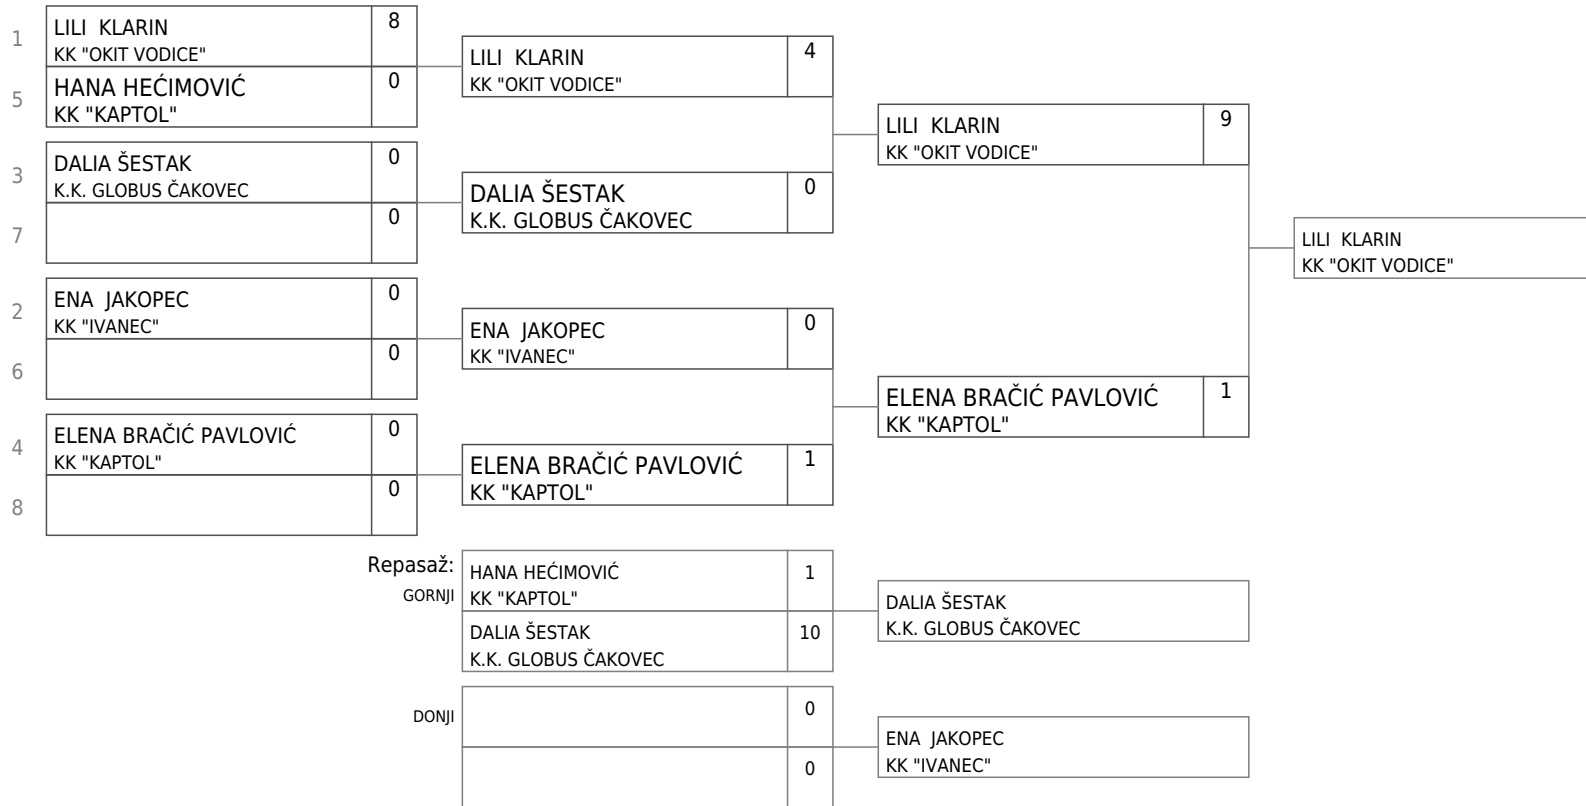 1
LILI KLARIN
KK "OKIT VODICE"
8
5
HANA HEĆIMOVIĆ
KK "KAPTOL"
0
3
DALIA ŠESTAK
K.K. GLOBUS ČAKOVEC
0
7
0
2
ENA JAKOPEC
KK "IVANEC"
0
6
0
4
ELENA BRAČIĆ PAVLOVIĆ
KK "KAPTOL"
0
8
0
LILI KLARIN
KK "OKIT VODICE"
4
DALIA ŠESTAK
K.K. GLOBUS ČAKOVEC
0
ENA JAKOPEC
KK "IVANEC"
0
ELENA BRAČIĆ PAVLOVIĆ
KK "KAPTOL"
1
LILI KLARIN
KK "OKIT VODICE"
9
ELENA BRAČIĆ PAVLOVIĆ
KK "KAPTOL"
1
LILI KLARIN
KK "OKIT VODICE"
Repasaž:
GORNJI
HANA HEĆIMOVIĆ
KK "KAPTOL"
1
DALIA ŠESTAK
K.K. GLOBUS ČAKOVEC
10
DALIA ŠESTAK
K.K. GLOBUS ČAKOVEC
DONJI
0
0
ENA JAKOPEC
KK "IVANEC"